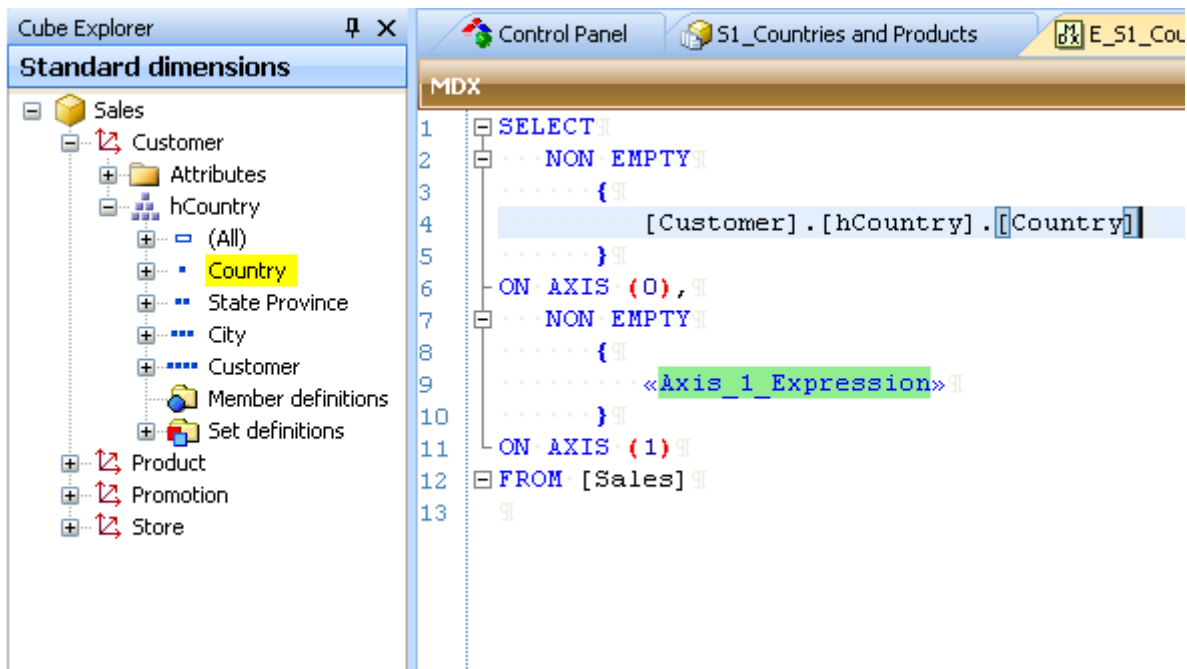 Cube Explorer
Standard dimensions
Sales
Customer
Attributes
hCountry
(All)
Country
State Province
City
Customer
Member definitions
Set definitions
Product
Promotion
Store
Control Panel
S1_Countries and Products
E_S1_Cou
MDX
1 SELECT¶
2 ···NON·EMPTY¶
3 ······{¶
4 [Customer].[hCountry].[Country]
5 ······}¶
6 ON·AXIS·(0),¶
7 ···NON·EMPTY¶
8 ······{¶
9 ·········«Axis_1_Expression»¶
10 ······}¶
11 ON·AXIS·(1)¶
12 FROM·[Sales]¶
13 ¶